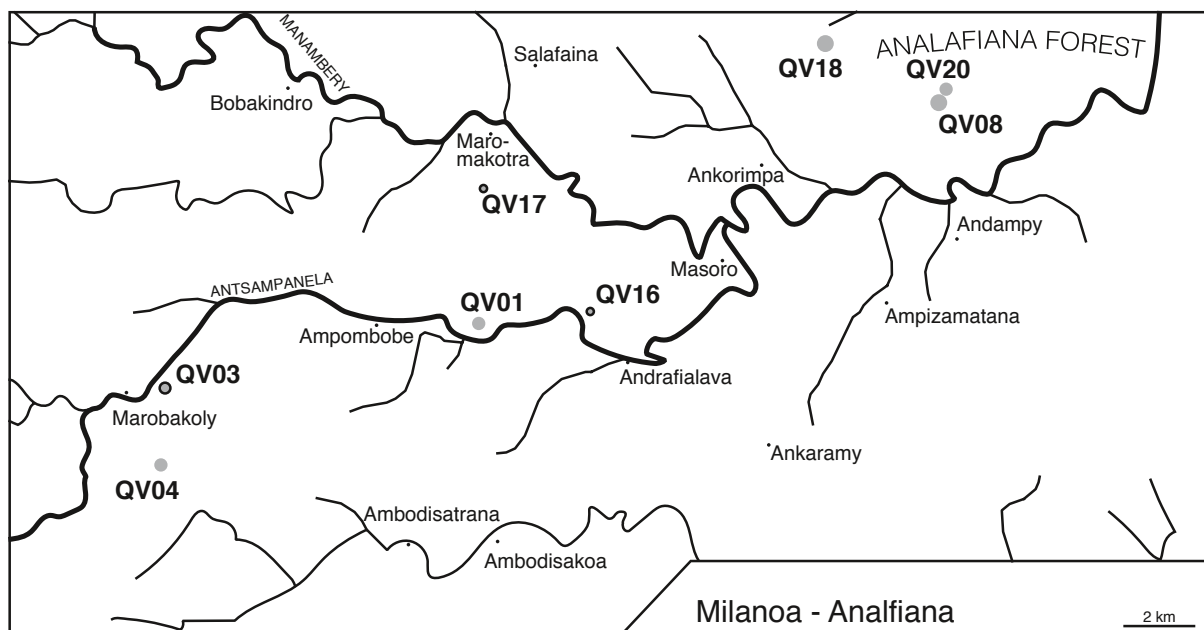 MANAMBERY
Salafaina
QV18
ANALAFIANA FOREST
QV20
QV08
Bobakindro
Maro-
makotra
QV17
Ankorimpa
Andampy
Masoro
ANTSAMPANELA
QV01
QV16
Ampombobe
Ampizamatana
Andrafialava
QV03
Marobakoly
Ankaramy
QV04
Ambodisatrana
Ambodisakoa
Milanoa - Analfiana
2 km